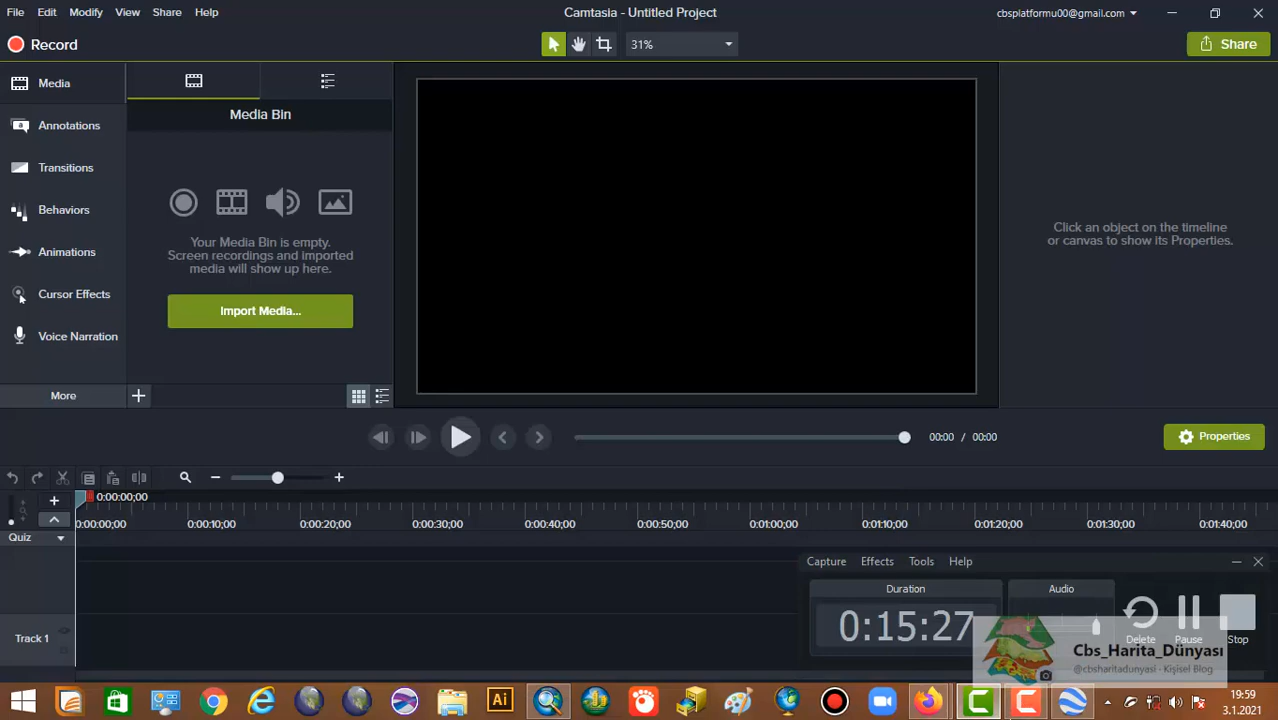 File Edit Modify View Share Help
Camtasia - Untitled Project
cbsplatformu00@gmail.com
Record
31%
Share
Media
Annotations
Transitions
Behaviors
Animations
Cursor Effects
Voice Narration
More
Media Bin
Your Media Bin is empty.
Screen recordings and imported
media will show up here.
Import Media...
Click an object on the timeline
or canvas to show its Properties.
00:00 / 00:00
Properties
0:00:00;00
0:00:00;00 0:00:10;00 0:00:20;00 0:00:30;00 0:00:40;00 0:00:50;00 0:01:00;00 0:01:10;00 0:01:20;00 0:01:30;00 0:01:40;00
Quiz
Track 1
Capture Effects Tools Help
Duration
0:15:27
Audio
Delete
Pause
Stop
Cbs_Harita_Dünyası
@cbsharitadunyasi · Kişisel Blog
Ai
19:59
3.1.2021